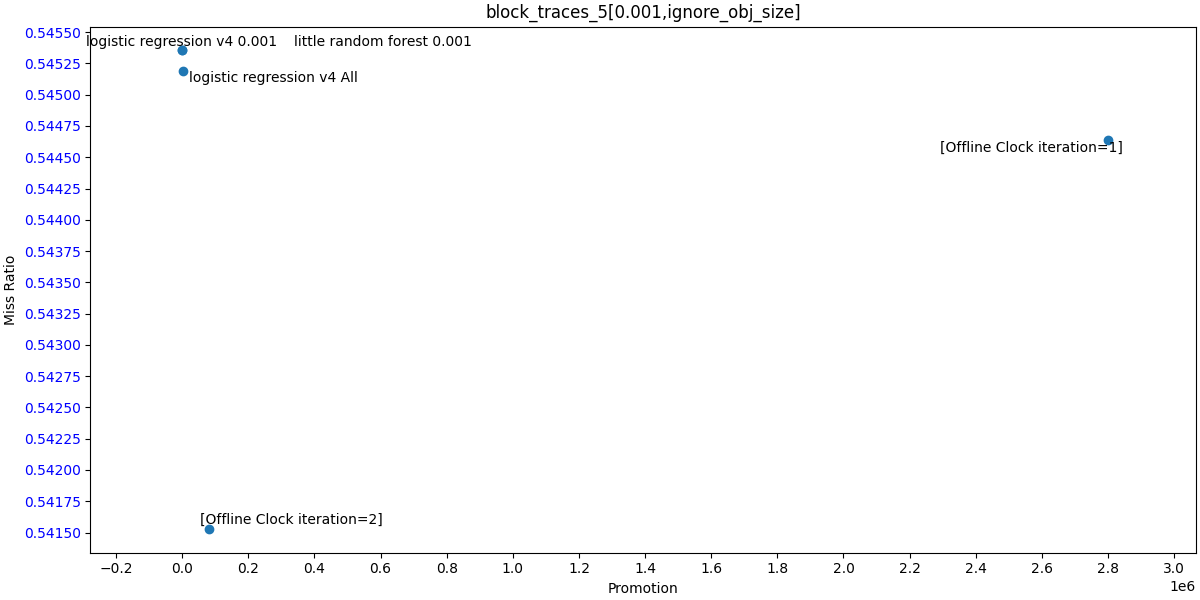 block_traces_5[0.001,ignore_obj_size]
0.54550
logistic regression v4 0.001 little random forest 0.001
0.54525
logistic regression v4 All
0.54500
0.54475
[Offline Clock iteration=1]
0.54450
0.54425
0.54400
0.54375
0.54350
0.54325
0.54300
0.54275
0.54250
0.54225
0.54200
0.54175
[Offline Clock iteration=2]
0.54150
Miss Ratio
−0.2 0.0 0.2 0.4 0.6 0.8 1.0 1.2 1.4 1.6 1.8 2.0 2.2 2.4 2.6 2.8 3.0
1e6
Promotion